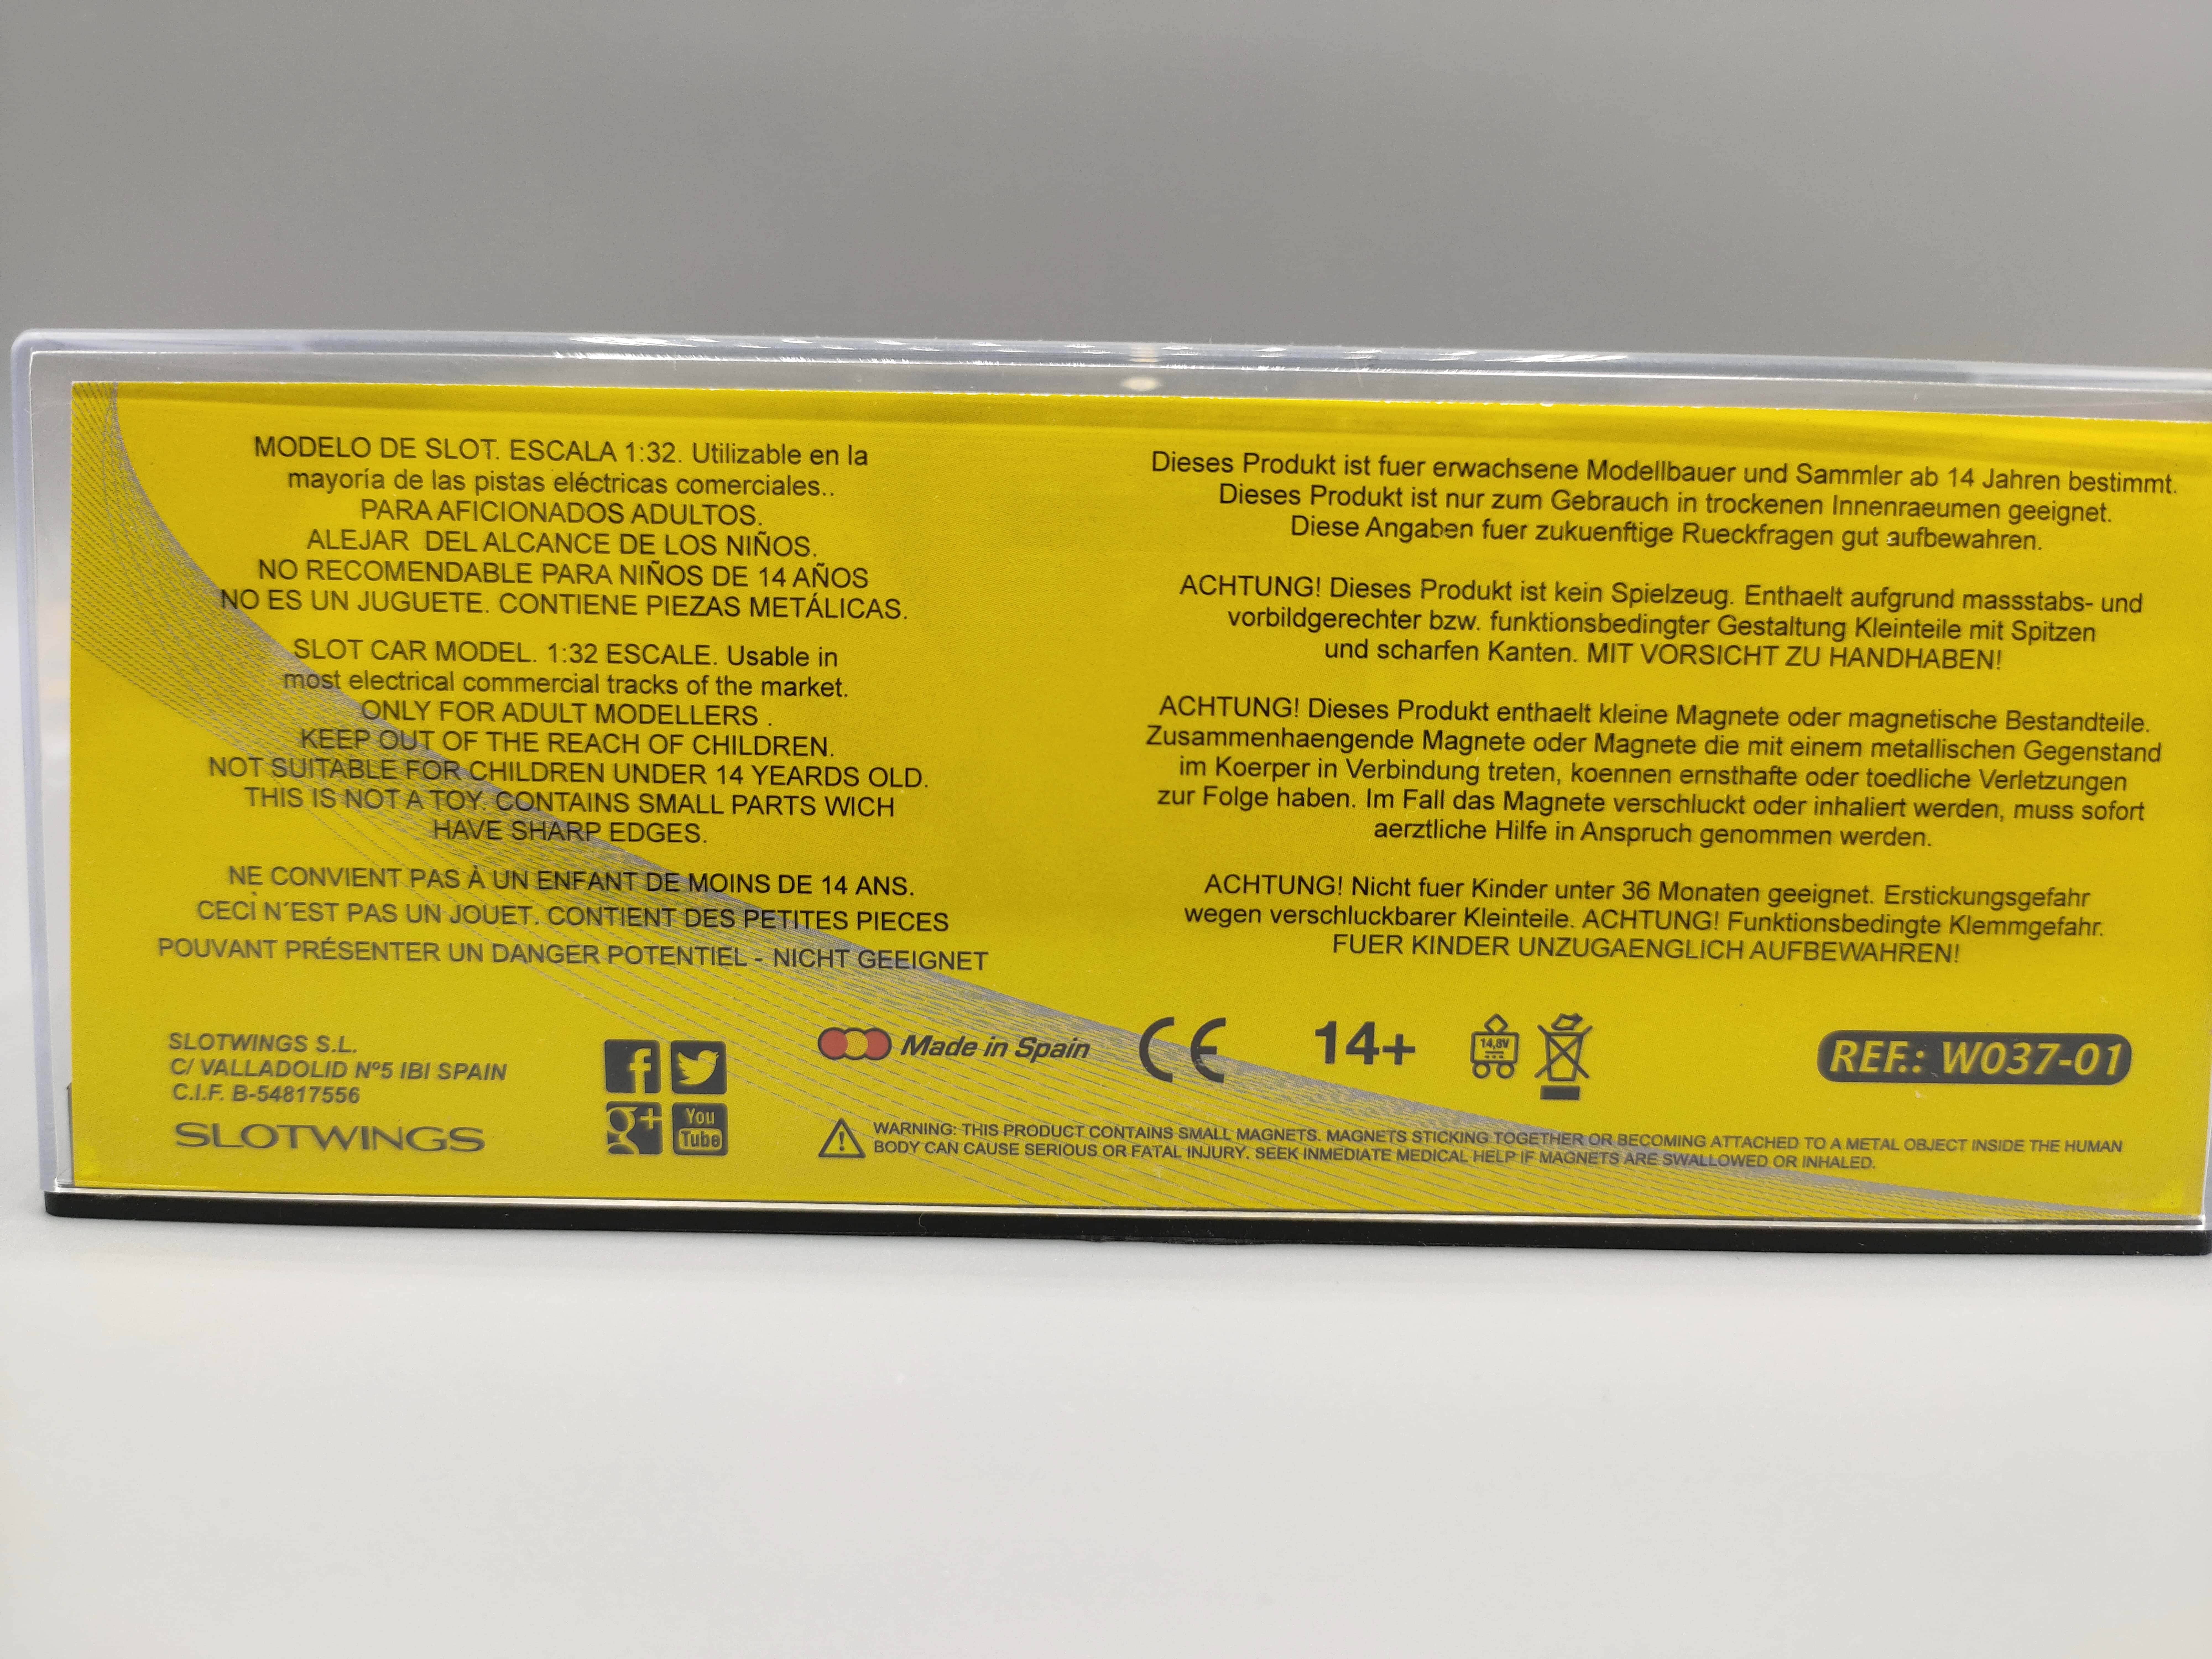 MODELO DE SLOT. ESCALA 1:32. Utilizable en la
mayoría de las pistas eléctricas comerciales..
PARA AFICIONADOS ADULTOS.
ALEJAR DEL ALCANCE DE LOS NIÑOS.
NO RECOMENDABLE PARA NIÑOS DE 14 AÑOS
NO ES UN JUGUETE. CONTIENE PIEZAS METÁLICAS.
SLOT CAR MODEL. 1:32 ESCALE. Usable in
most electrical commercial tracks of the market.
ONLY FOR ADULT MODELLERS .
KEEP OUT OF THE REACH OF CHILDREN.
NOT SUITABLE FOR CHILDREN UNDER 14 YEARDS OLD.
THIS IS NOT A TOY. CONTAINS SMALL PARTS WICH
HAVE SHARP EDGES.
NE CONVIENT PAS À UN ENFANT DE MOINS DE 14 ANS.
CECÌ N´EST PAS UN JOUET. CONTIENT DES PETITES PIECES
POUVANT PRÉSENTER UN DANGER POTENTIEL - NICHT GEEIGNET
Dieses Produkt ist fuer erwachsene Modellbauer und Sammler ab 14 Jahren bestimmt.
Dieses Produkt ist nur zum Gebrauch in trockenen Innenraeumen geeignet.
Diese Angaben fuer zukuenftige Rueckfragen gut aufbewahren.
ACHTUNG! Dieses Produkt ist kein Spielzeug. Enthaelt aufgrund massstabs- und
vorbildgerechter bzw. funktionsbedingter Gestaltung Kleinteile mit Spitzen
und scharfen Kanten. MIT VORSICHT ZU HANDHABEN!
ACHTUNG! Dieses Produkt enthaelt kleine Magnete oder magnetische Bestandteile.
Zusammenhaengende Magnete oder Magnete die mit einem metallischen Gegenstand
im Koerper in Verbindung treten, koennen ernsthafte oder toedliche Verletzungen
zur Folge haben. Im Fall das Magnete verschluckt oder inhaliert werden, muss sofort
aerztliche Hilfe in Anspruch genommen werden.
ACHTUNG! Nicht fuer Kinder unter 36 Monaten geeignet. Erstickungsgefahr
wegen verschluckbarer Kleinteile. ACHTUNG! Funktionsbedingte Klemmgefahr.
FUER KINDER UNZUGAENGLICH AUFBEWAHREN!
SLOTWINGS S.L.
C/ VALLADOLID Nº5 IBI SPAIN
C.I.F. B-54817556
SLOTWINGS
f
g+
You
Tube
Made in Spain
CE
14+
14,8V
REF.: W037-01
WARNING: THIS PRODUCT CONTAINS SMALL MAGNETS. MAGNETS STICKING TOGETHER OR BECOMING ATTACHED TO A METAL OBJECT INSIDE THE HUMAN
BODY CAN CAUSE SERIOUS OR FATAL INJURY. SEEK INMEDIATE MEDICAL HELP IF MAGNETS ARE SWALLOWED OR INHALED.